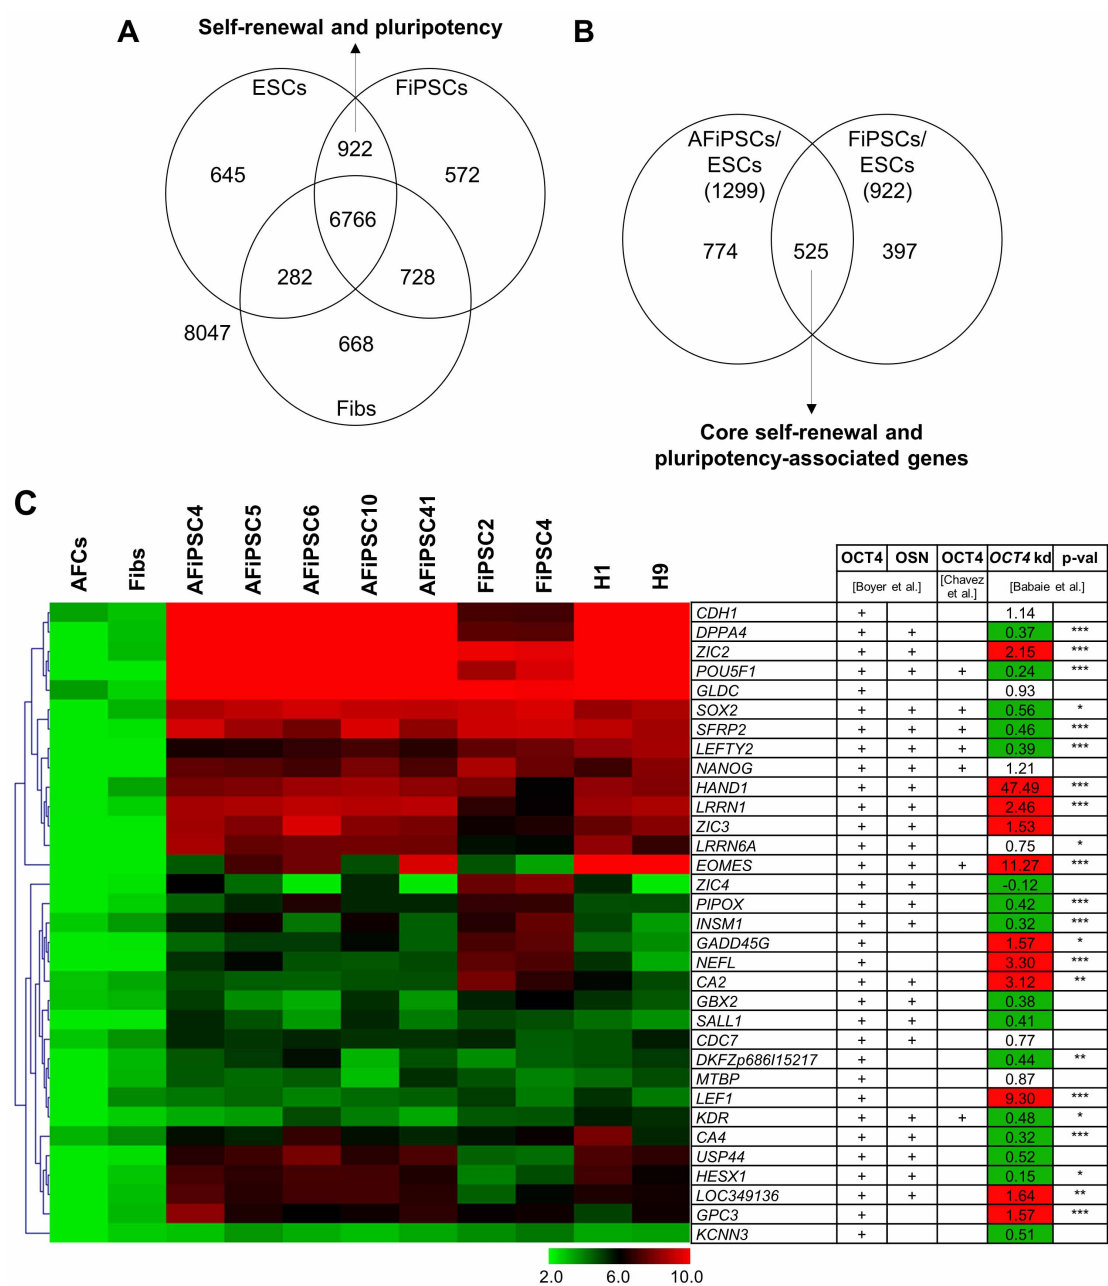 A
Self-renewal and pluripotency
ESCs
FiPSCs
922
645
572
6766
282
728
8047
668
Fibs
B
AFiPSCs/
ESCs
(1299)
FiPSCs/
ESCs
(922)
774
525
397
Core self-renewal and
pluripotency-associated genes
C
AFCs
Fibs
AFiPSC4
AFiPSC5
AFiPSC6
AFiPSC10
AFiPSC41
FiPSC2
FiPSC4
H1
H9
OCT4 OSN OCT4 OCT4 kd p-val
[Boyer et al.] [Chavez et al.] [Babaie et al.]
CDH1 + 1.14
DPPA4 + + 0.37 ***
ZIC2 + + 2.15 ***
POU5F1 + + + 0.24 ***
GLDC + 0.93
SOX2 + + + 0.56 *
SFRP2 + + + 0.46 ***
LEFTY2 + + + 0.39 ***
NANOG + + + 1.21
HAND1 + + 47.49 ***
LRRN1 + + 2.46 ***
ZIC3 + + 1.53
LRRN6A + + 0.75 *
EOMES + + + 11.27 ***
ZIC4 + + -0.12
PIPOX + + 0.42 ***
INSM1 + + 0.32 ***
GADD45G + 1.57 *
NEFL + 3.30 ***
CA2 + + 3.12 **
GBX2 + + 0.38
SALL1 + + 0.41
CDC7 + + 0.77
DKFZp686I15217 + 0.44 **
MTBP + 0.87
LEF1 + 9.30 ***
KDR + + + 0.48 *
CA4 + + 0.32 ***
USP44 + + 0.52
HESX1 + + 0.15 *
LOC349136 + + 1.64 **
GPC3 + 1.57 ***
KCNN3 + 0.51
2.0 6.0 10.0